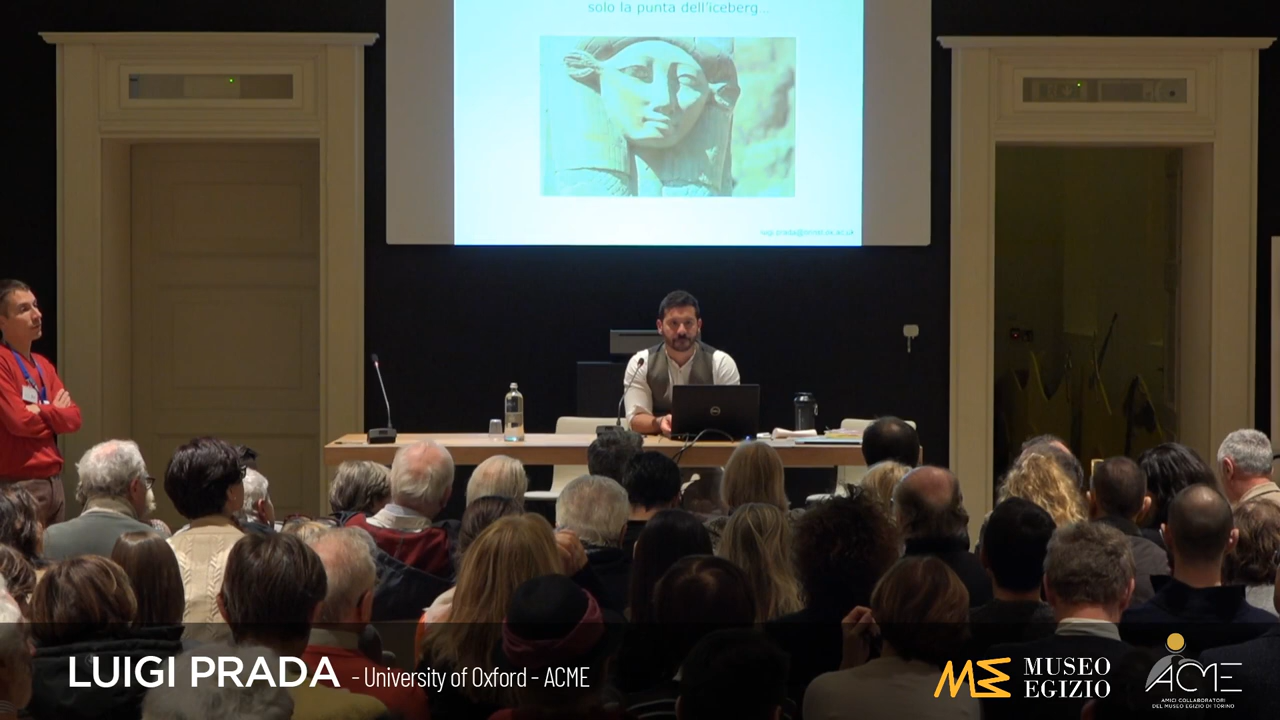 solo la punta dell'iceberg...
LUIGI PRADA - University of Oxford - ACME
MUSEO
EGIZIO
ACME
AMICI COLLABORATORI
DEL MUSEO EGIZIO DI TORINO